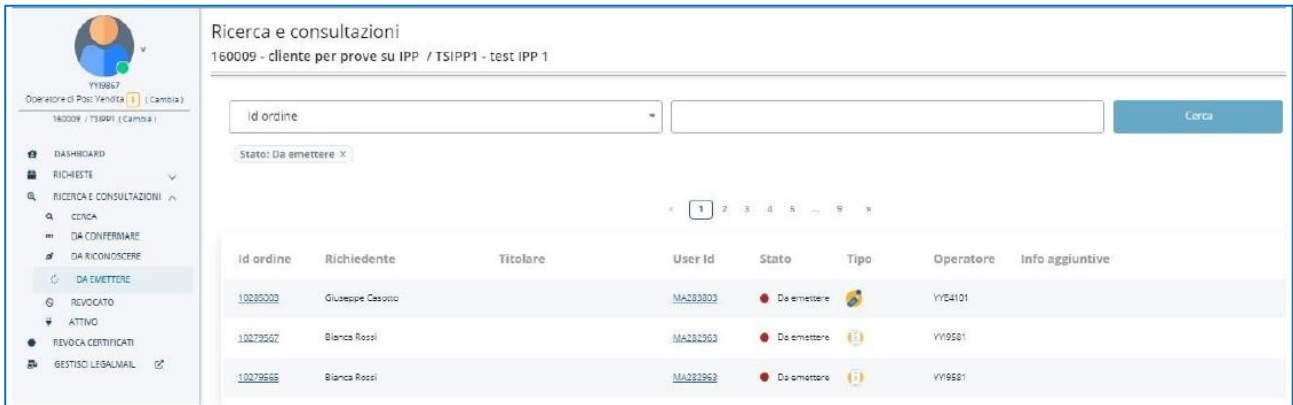 YYI9867
Operatore di Post Vendita 1 (Cambia)
160009 / TSIPP1 (Cambia)
DASHBOARD
RICHIESTE
RICERCA E CONSULTAZIONI
CERCA
DA CONFERMARE
DA RICONOSCERE
DA EMETTERE
REVOCATO
ATTIVO
REVOCA CERTIFICATI
GESTISCI LEGALMAIL
Ricerca e consultazioni
160009 - cliente per prove su IPP / TSIPP1 - test IPP 1
Id ordine
Cerca
Stato: Da emettere ×
« 1 2 3 4 5 ... 9 »
Id ordine Richiedente Titolare User Id Stato Tipo Operatore Info aggiuntive
10285003 Giuseppe Casotto MA283803 Da emettere YYE4101
10279567 Bianca Rossi MA282963 Da emettere YYI9581
10279565 Bianca Rossi MA282963 Da emettere YYI9581